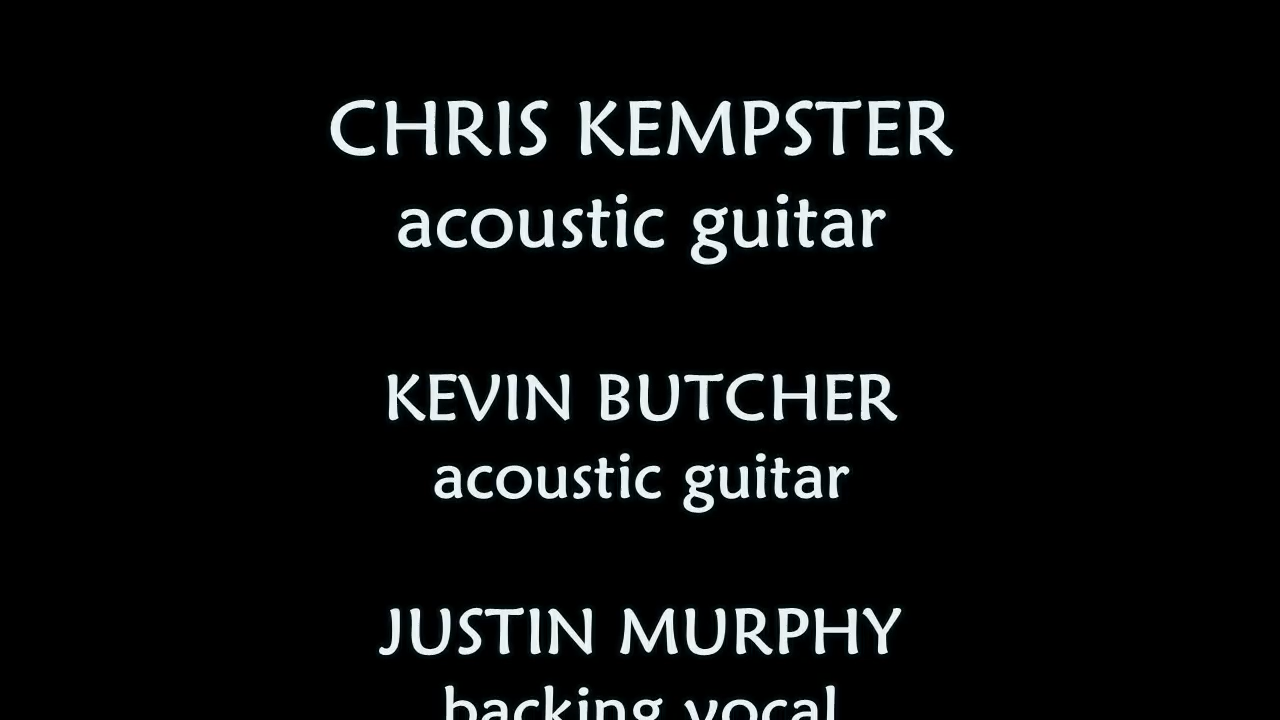 CHRIS KEMPSTER
acoustic guitar
KEVIN BUTCHER
acoustic guitar
JUSTIN MURPHY
backing vocal